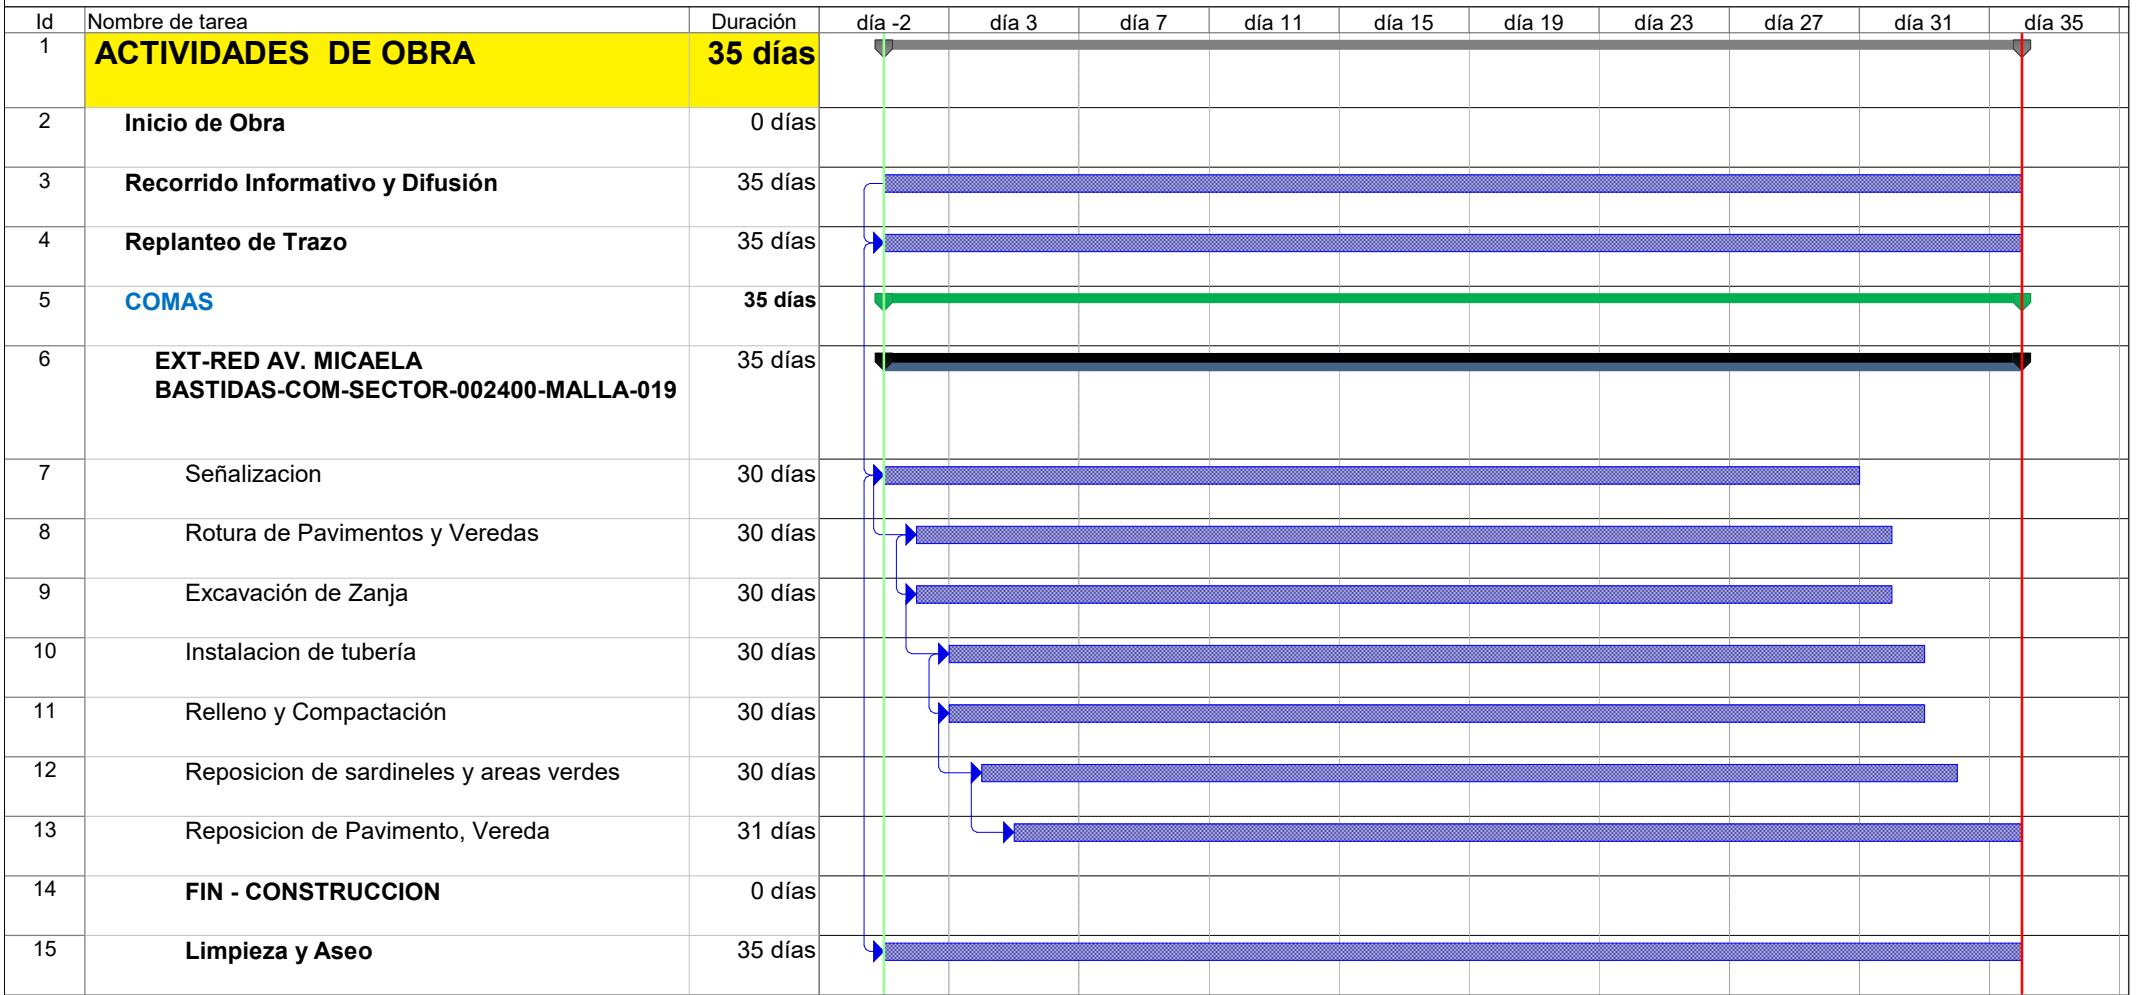 Id Nombre de tarea Duración día -2 día 3 día 7 día 11 día 15 día 19 día 23 día 27 día 31 día 35
1 ACTIVIDADES DE OBRA 35 días
2 Inicio de Obra 0 días
3 Recorrido Informativo y Difusión 35 días
4 Replanteo de Trazo 35 días
5 COMAS 35 días
6 EXT-RED AV. MICAELA 35 días
BASTIDAS-COM-SECTOR-002400-MALLA-019
7 Señalizacion 30 días
8 Rotura de Pavimentos y Veredas 30 días
9 Excavación de Zanja 30 días
10 Instalacion de tubería 30 días
11 Relleno y Compactación 30 días
12 Reposicion de sardineles y areas verdes 30 días
13 Reposicion de Pavimento, Vereda 31 días
14 FIN - CONSTRUCCION 0 días
15 Limpieza y Aseo 35 días